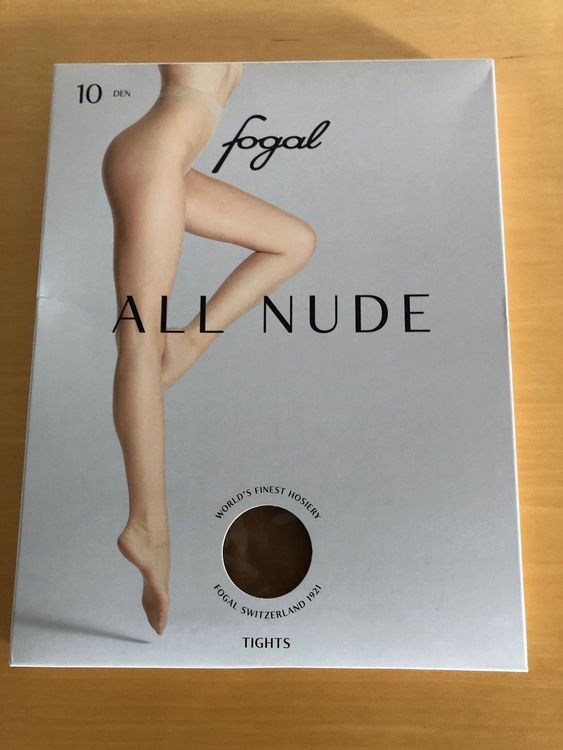 10 DEN
fogal
ALL NUDE
WORLD'S FINEST HOSIERY
FOGAL SWITZERLAND 1921
TIGHTS